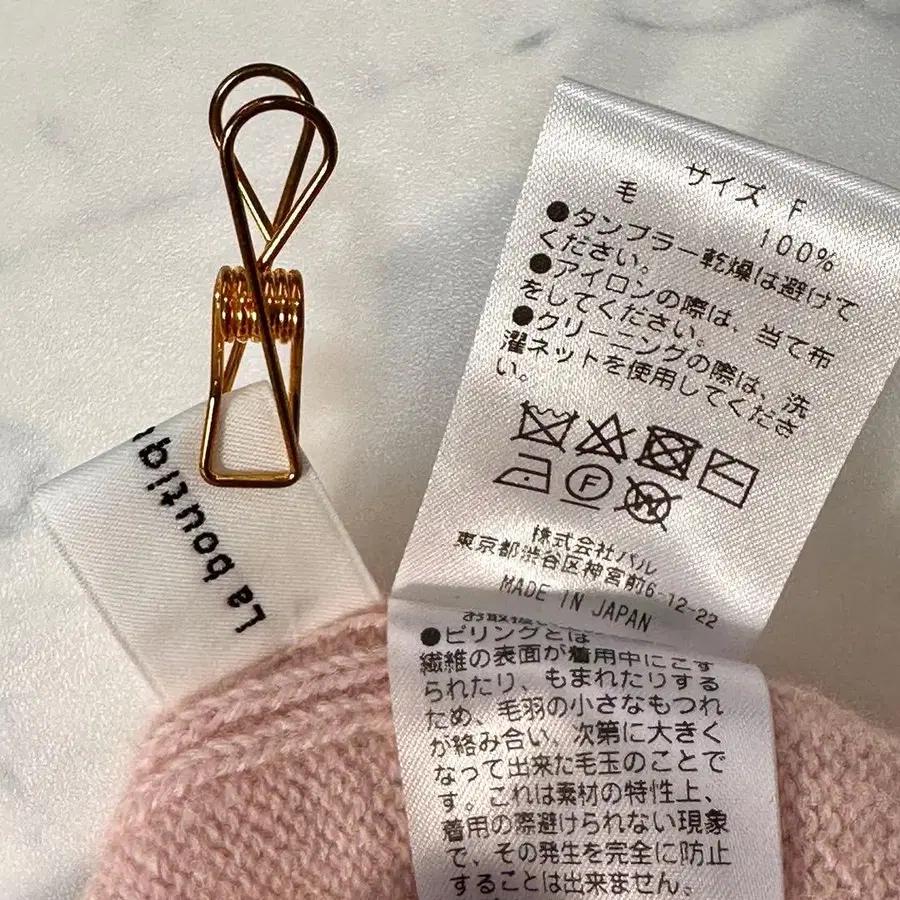 La boutiqu
サイズ F
毛 100%
●タンブラー乾燥は避けて
ください。
●アイロンの際は、当て布
をしてください。
●クリーニングの際は、洗
濯ネットを使用してくださ
い。
F
W
株式会社パル
東京都渋谷区神宮前6-12-22
MADE IN JAPAN
お取扱い
●ピリングとは
繊維の表面が着用中にこす
られたり、もまれたりする
ため、毛羽の小さなもつれ
が絡み合い、次第に大きく
なって出来た毛玉のことで
す。これは素材の特性上、
着用の際避けられない現象
で、その発生を完全に防止
することは出来ません。